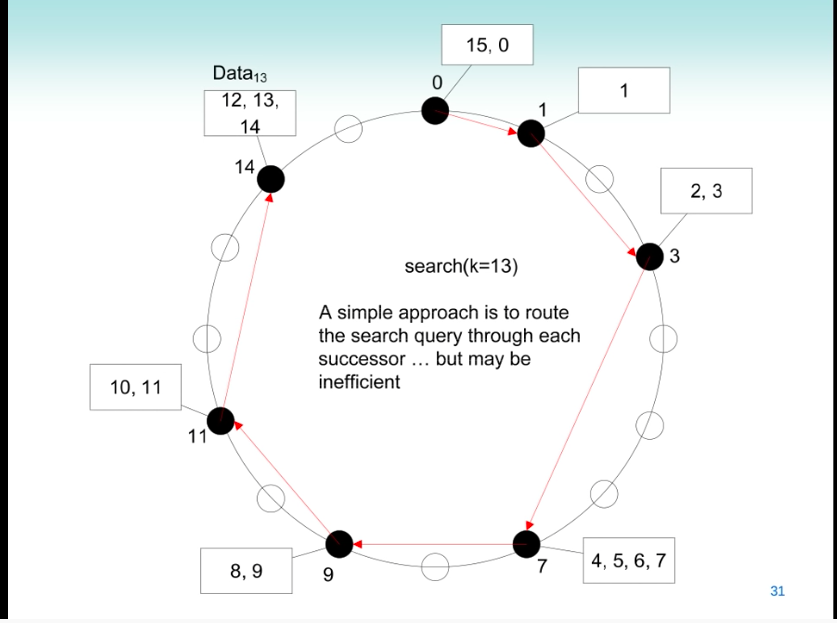 15, 0
0
Data₁₃
12, 13,
14
14
1
1
2, 3
3
search(k=13)
A simple approach is to route
the search query through each
successor … but may be
inefficient
10, 11
11
8, 9
9
7
4, 5, 6, 7
31